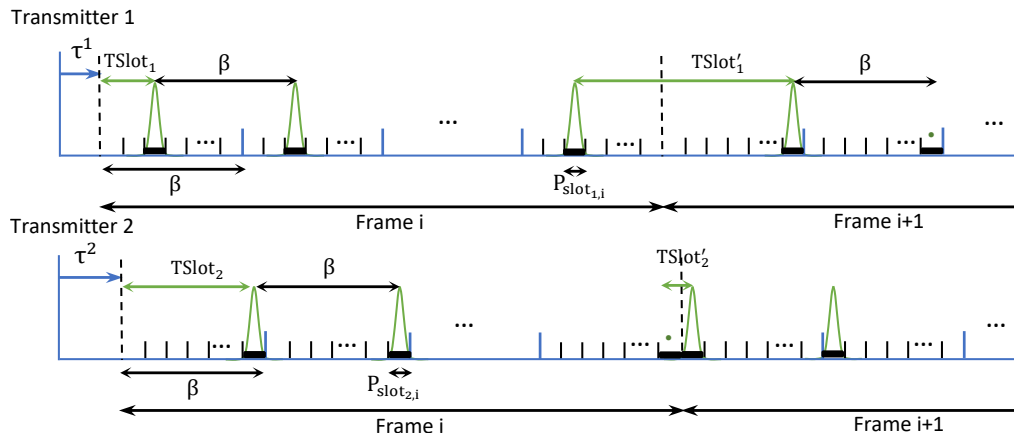 Transmitter 1
τ¹
TSlot₁
β
TSlot′₁
β
...
...
...
...
...
...
...
β
P_slot₁,ᵢ
Frame i
Frame i+1
Transmitter 2
τ²
TSlot₂
β
TSlot′₂
...
...
...
...
...
...
...
β
P_slot₂,ᵢ
Frame i
Frame i+1